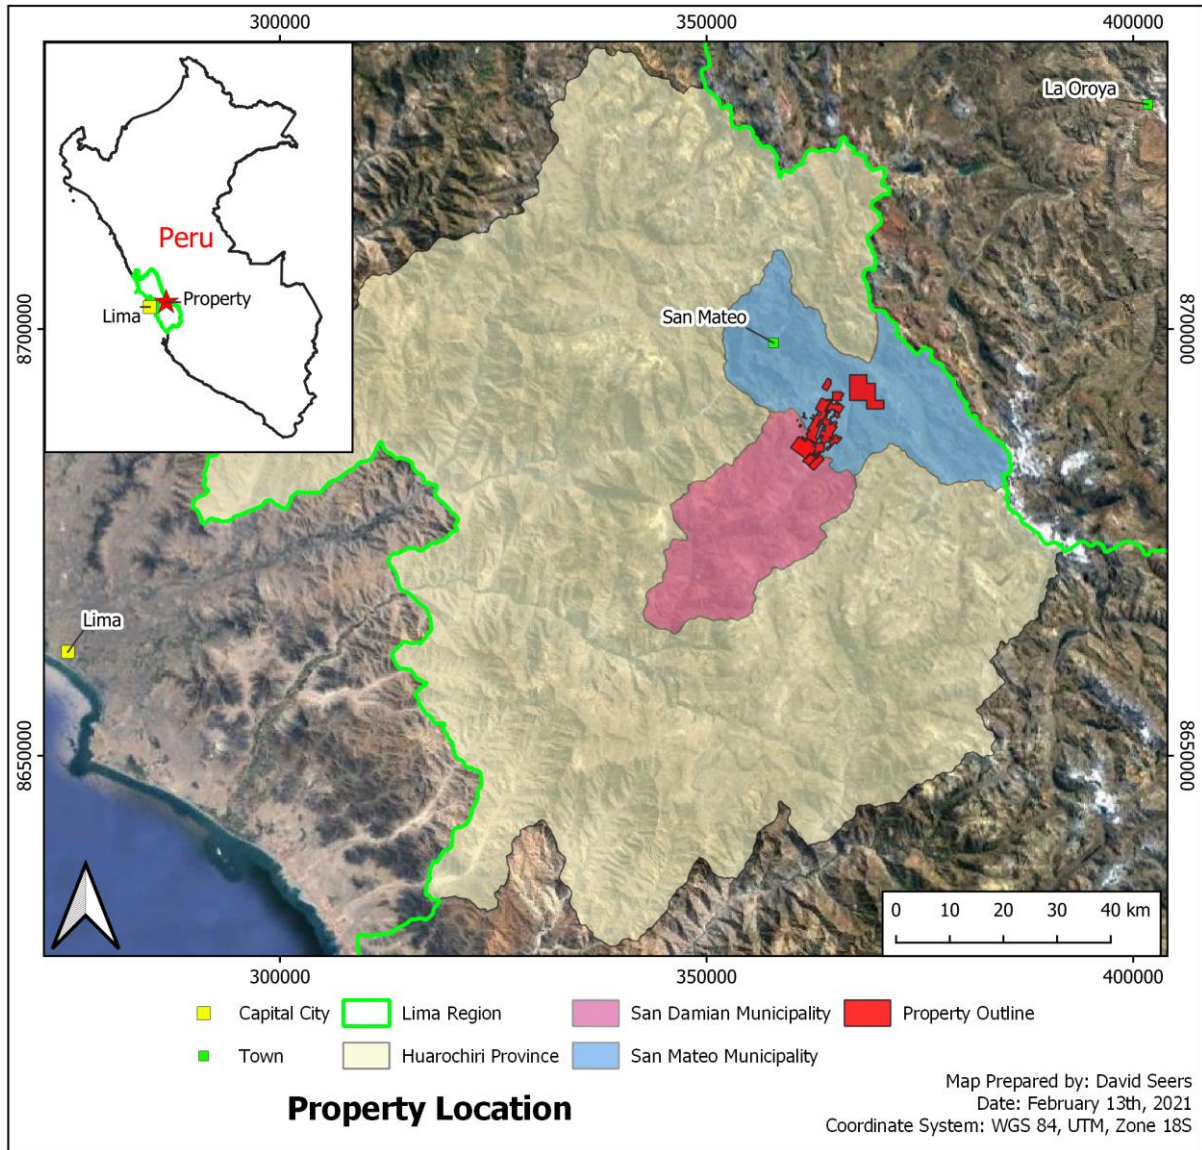 300000
350000
400000
La Oroya
Peru
Property
Lima
San Mateo
8700000
8700000
Lima
8650000
8650000
0 10 20 30 40 km
300000
350000
400000
Capital City
Lima Region
San Damian Municipality
Property Outline
Town
Huarochiri Province
San Mateo Municipality
Property Location
Map Prepared by: David Seers
Date: February 13th, 2021
Coordinate System: WGS 84, UTM, Zone 18S